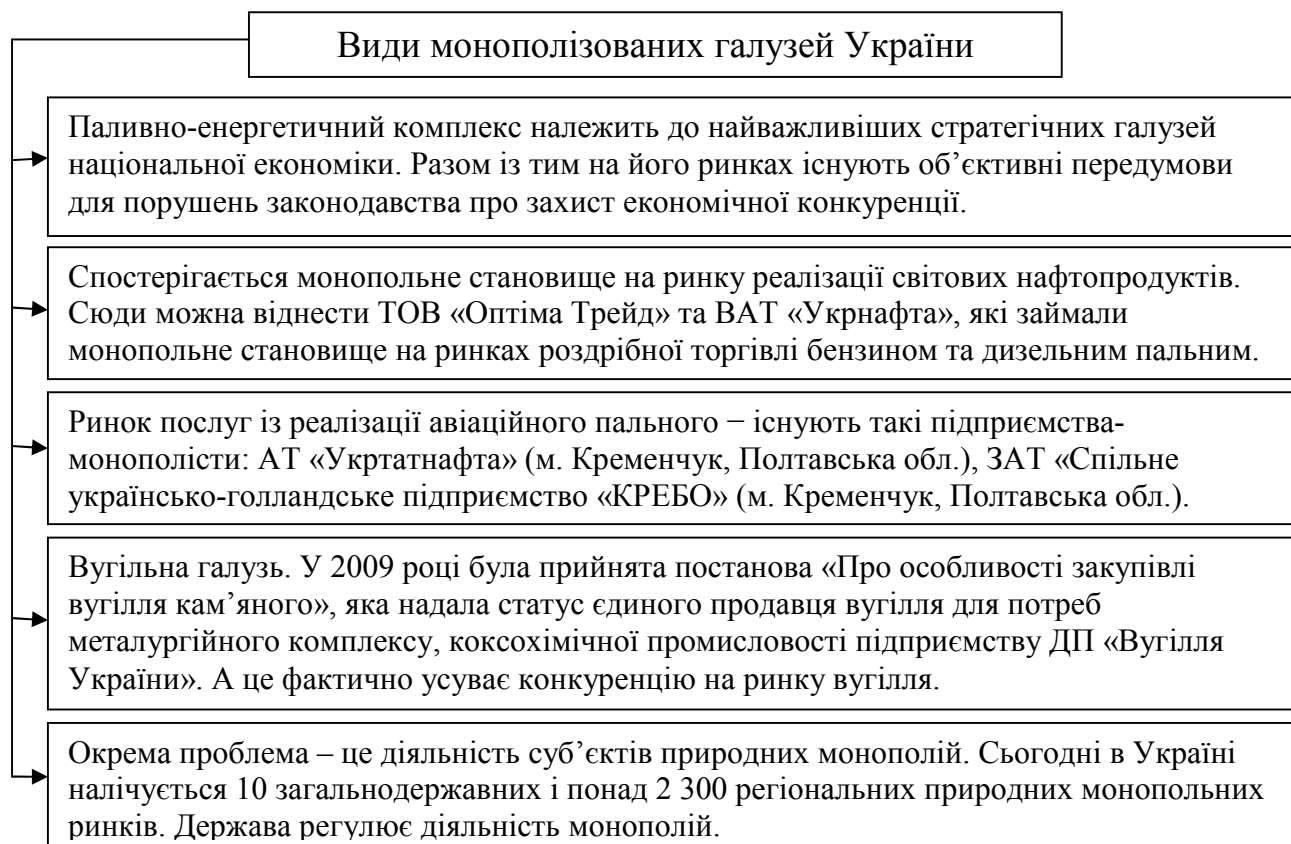 Види монополізованих галузей України
Паливно-енергетичний комплекс належить до найважливіших стратегічних галузей
національної економіки. Разом із тим на його ринках існують об’єктивні передумови
для порушень законодавства про захист економічної конкуренції.
Спостерігається монопольне становище на ринку реалізації світових нафтопродуктів.
Сюди можна віднести ТОВ «Оптіма Трейд» та ВАТ «Укрнафта», які займали
монопольне становище на ринках роздрібної торгівлі бензином та дизельним пальним.
Ринок послуг із реалізації авіаційного пального − існують такі підприємства-
монополісти: АТ «Укртатнафта» (м. Кременчук, Полтавська обл.), ЗАТ «Спільне
українсько-голландське підприємство «КРЕБО» (м. Кременчук, Полтавська обл.).
Вугільна галузь. У 2009 році була прийнята постанова «Про особливості закупівлі
вугілля кам’яного», яка надала статус єдиного продавця вугілля для потреб
металургійного комплексу, коксохімічної промисловості підприємству ДП «Вугілля
України». А це фактично усуває конкуренцію на ринку вугілля.
Окрема проблема – це діяльність суб’єктів природних монополій. Сьогодні в Україні
налічується 10 загальнодержавних і понад 2 300 регіональних природних монопольних
ринків. Держава регулює діяльність монополій.